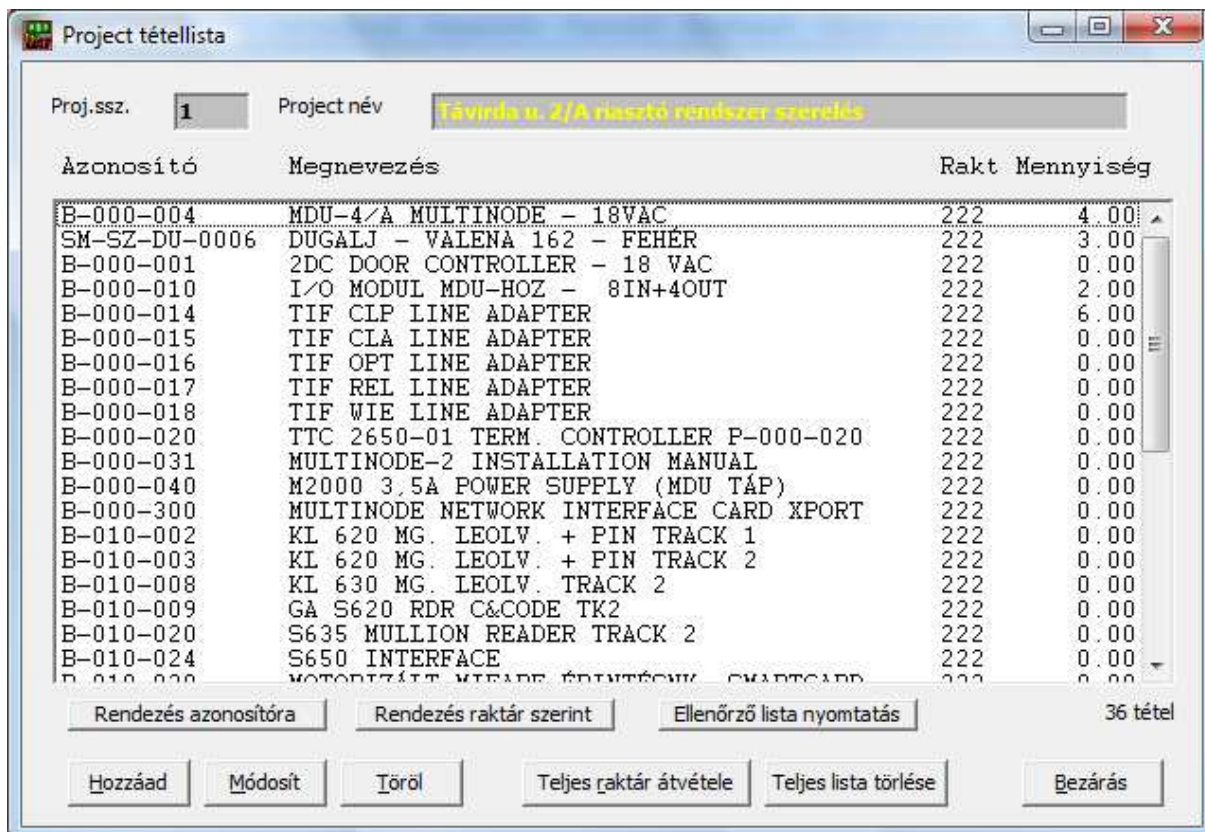 Project tétellista
Proj.ssz. 1 Project név Távirda u. 2/A riasztó rendszer szerelés
Azonosító Megnevezés Rakt Mennyiség
B-000-004 MDU-4/A MULTINODE - 18VAC 222 4.00
SM-SZ-DU-0006 DUGALJ - VALENA 162 - FEHÉR 222 3.00
B-000-001 2DC DOOR CONTROLLER - 18 VAC 222 0.00
B-000-010 I/O MODUL MDU-HOZ - 8IN+4OUT 222 2.00
B-000-014 TIF CLP LINE ADAPTER 222 6.00
B-000-015 TIF CLA LINE ADAPTER 222 0.00
B-000-016 TIF OPT LINE ADAPTER 222 0.00
B-000-017 TIF REL LINE ADAPTER 222 0.00
B-000-018 TIF WIE LINE ADAPTER 222 0.00
B-000-020 TTC 2650-01 TERM. CONTROLLER P-000-020 222 0.00
B-000-031 MULTINODE-2 INSTALLATION MANUAL 222 0.00
B-000-040 M2000 3,5A POWER SUPPLY (MDU TÁP) 222 0.00
B-000-300 MULTINODE NETWORK INTERFACE CARD XPORT 222 0.00
B-010-002 KL 620 MG. LEOLV. + PIN TRACK 1 222 0.00
B-010-003 KL 620 MG. LEOLV. + PIN TRACK 2 222 0.00
B-010-008 KL 630 MG. LEOLV. TRACK 2 222 0.00
B-010-009 GA S620 RDR C&CODE TK2 222 0.00
B-010-020 S635 MULLION READER TRACK 2 222 0.00
B-010-024 S650 INTERFACE 222 0.00
Rendezés azonosítóra Rendezés raktár szerint Ellenőrző lista nyomtatás 36 tétel
Hozzáad Módosít Töröl Teljes raktár átvétele Teljes lista törlése Bezárás